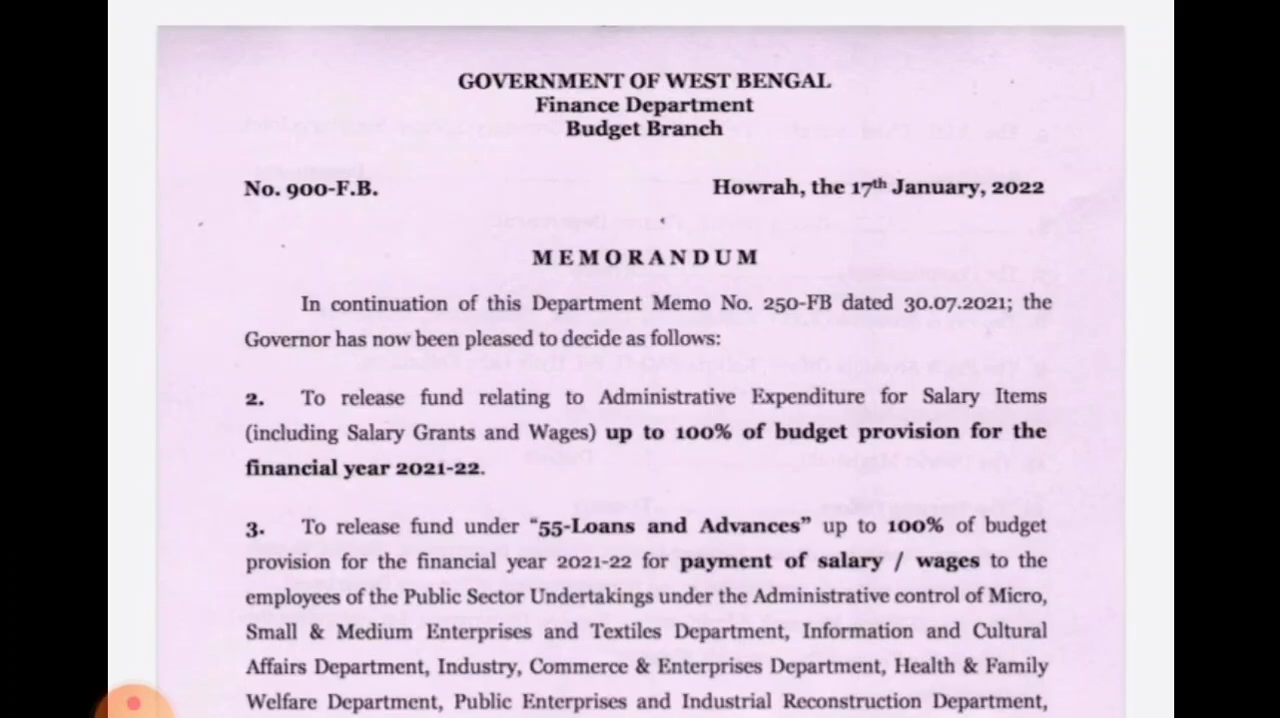 GOVERNMENT OF WEST BENGAL
Finance Department
Budget Branch
No. 900-F.B.
Howrah, the 17th January, 2022
MEMORANDUM
In continuation of this Department Memo No. 250-FB dated 30.07.2021; the
Governor has now been pleased to decide as follows:
2. To release fund relating to Administrative Expenditure for Salary Items
(including Salary Grants and Wages) up to 100% of budget provision for the
financial year 2021-22.
3. To release fund under “55-Loans and Advances” up to 100% of budget
provision for the financial year 2021-22 for payment of salary / wages to the
employees of the Public Sector Undertakings under the Administrative control of Micro,
Small & Medium Enterprises and Textiles Department, Information and Cultural
Affairs Department, Industry, Commerce & Enterprises Department, Health & Family
Welfare Department, Public Enterprises and Industrial Reconstruction Department,